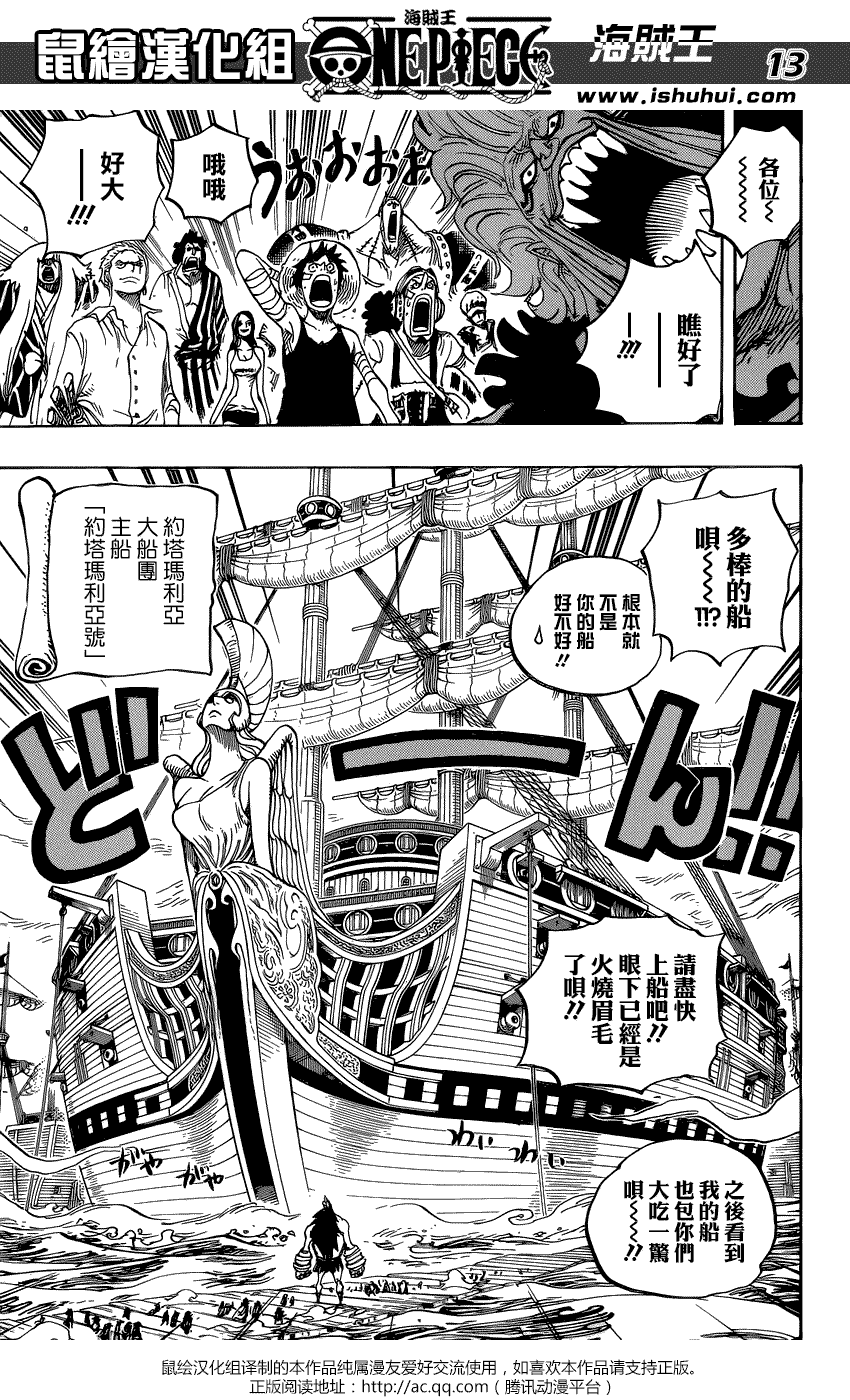 鼠繪漢化組
海賊王
ONE PIECE
海賊王
13
www.ishuhui.com
各位~~
瞧好了
——!!!
うおおおお
哦哦
好大
——!!!
多棒的船
唄~~~!!?
根本就
不是
你的船
好不好!!
約塔瑪利亞
大船團
主船
「約塔瑪利亞號」
どーん!!
請盡快
上船吧!!
眼下已經是
火燒眉毛
了唄!!
わい
わい
がや
がや
之後看到
我的船
也包你們
大吃一驚
唄~~~!!
鼠绘汉化组译制的本作品纯属漫友爱好交流使用，如喜欢本作品请支持正版。
正版阅读地址：http://ac.qq.com（腾讯动漫平台）